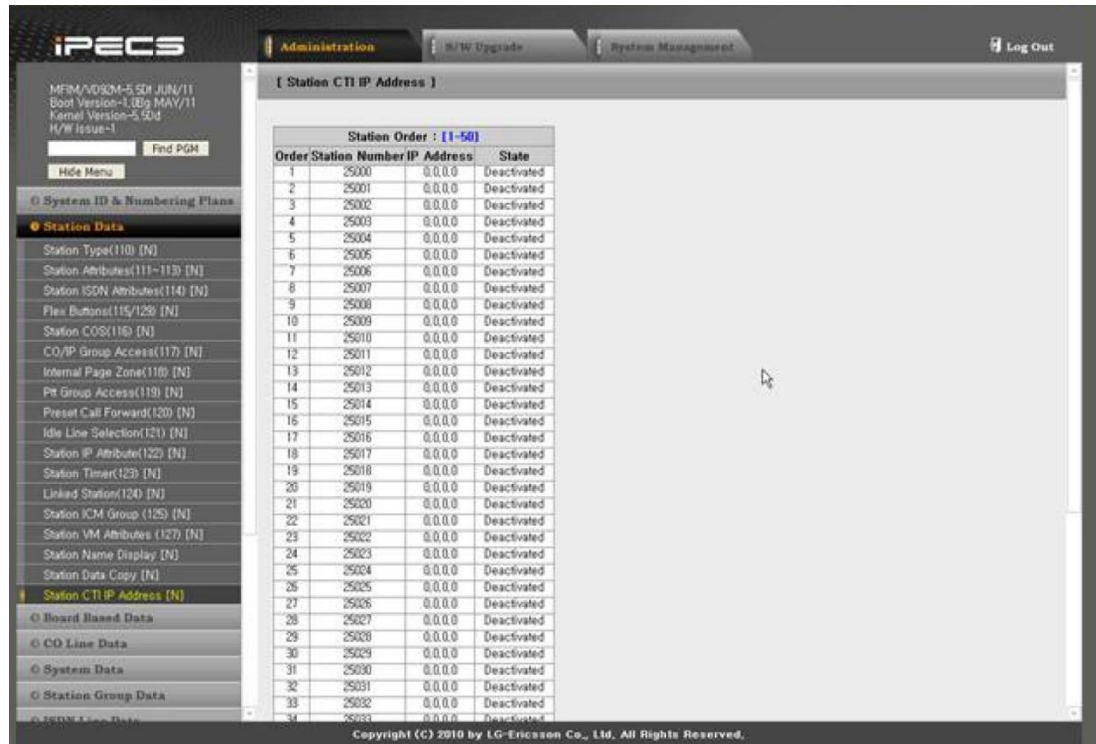 iPECS
Administration
S/W Upgrade
System Management
Log Out
MFIM/VD92M-5.5Df JUN/11
Boot Version-1.0Bg MAY/11
Kernel Version-5.5Dd
H/W Issue-1
Find PGM
Hide Menu
System ID & Numbering Plans
Station Data
Station Type(110) [N]
Station Attributes(111~113) [N]
Station ISDN Attributes(114) [N]
Flex Buttons(115/129) [N]
Station COS(116) [N]
CO/IP Group Access(117) [N]
Internal Page Zone(118) [N]
Ptt Group Access(119) [N]
Preset Call Forward(120) [N]
Idle Line Selection(121) [N]
Station IP Attribute(122) [N]
Station Timer(123) [N]
Linked Station(124) [N]
Station ICM Group (125) [N]
Station VM Attributes (127) [N]
Station Name Display [N]
Station Data Copy [N]
Station CTI IP Address [N]
Board Based Data
CO Line Data
System Data
Station Group Data
ISDN Line Data
[ Station CTI IP Address ]
Station Order : [1-50]
Order Station Number IP Address State
1 25000 0.0.0.0 Deactivated
2 25001 0.0.0.0 Deactivated
3 25002 0.0.0.0 Deactivated
4 25003 0.0.0.0 Deactivated
5 25004 0.0.0.0 Deactivated
6 25005 0.0.0.0 Deactivated
7 25006 0.0.0.0 Deactivated
8 25007 0.0.0.0 Deactivated
9 25008 0.0.0.0 Deactivated
10 25009 0.0.0.0 Deactivated
11 25010 0.0.0.0 Deactivated
12 25011 0.0.0.0 Deactivated
13 25012 0.0.0.0 Deactivated
14 25013 0.0.0.0 Deactivated
15 25014 0.0.0.0 Deactivated
16 25015 0.0.0.0 Deactivated
17 25016 0.0.0.0 Deactivated
18 25017 0.0.0.0 Deactivated
19 25018 0.0.0.0 Deactivated
20 25019 0.0.0.0 Deactivated
21 25020 0.0.0.0 Deactivated
22 25021 0.0.0.0 Deactivated
23 25022 0.0.0.0 Deactivated
24 25023 0.0.0.0 Deactivated
25 25024 0.0.0.0 Deactivated
26 25025 0.0.0.0 Deactivated
27 25026 0.0.0.0 Deactivated
28 25027 0.0.0.0 Deactivated
29 25028 0.0.0.0 Deactivated
30 25029 0.0.0.0 Deactivated
31 25030 0.0.0.0 Deactivated
32 25031 0.0.0.0 Deactivated
33 25032 0.0.0.0 Deactivated
34 25033 0.0.0.0 Deactivated
Copyright (C) 2010 by LG-Ericsson Co., Ltd, All Rights Reserved.